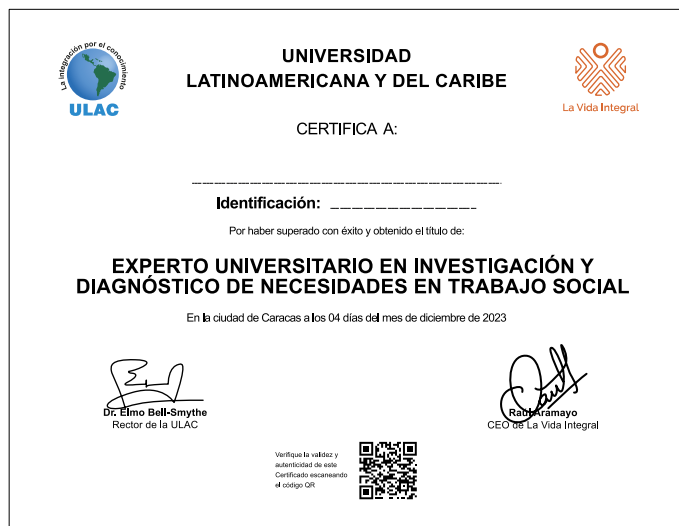 La integración por el conocimiento
ULAC
UNIVERSIDAD
LATINOAMERICANA Y DEL CARIBE
La Vida Integral
CERTIFICA A:
Identificación:
Por haber superado con éxito y obtenido el título de:
EXPERTO UNIVERSITARIO EN INVESTIGACIÓN Y
DIAGNÓSTICO DE NECESIDADES EN TRABAJO SOCIAL
En la ciudad de Caracas a los 04 días del mes de diciembre de 2023
Dr. Elmo Bell-Smythe
Rector de la ULAC
Raúl Aramayo
CEO de La Vida Integral
Verifique la validez y
autenticidad de este
Certificado escaneando
el código QR